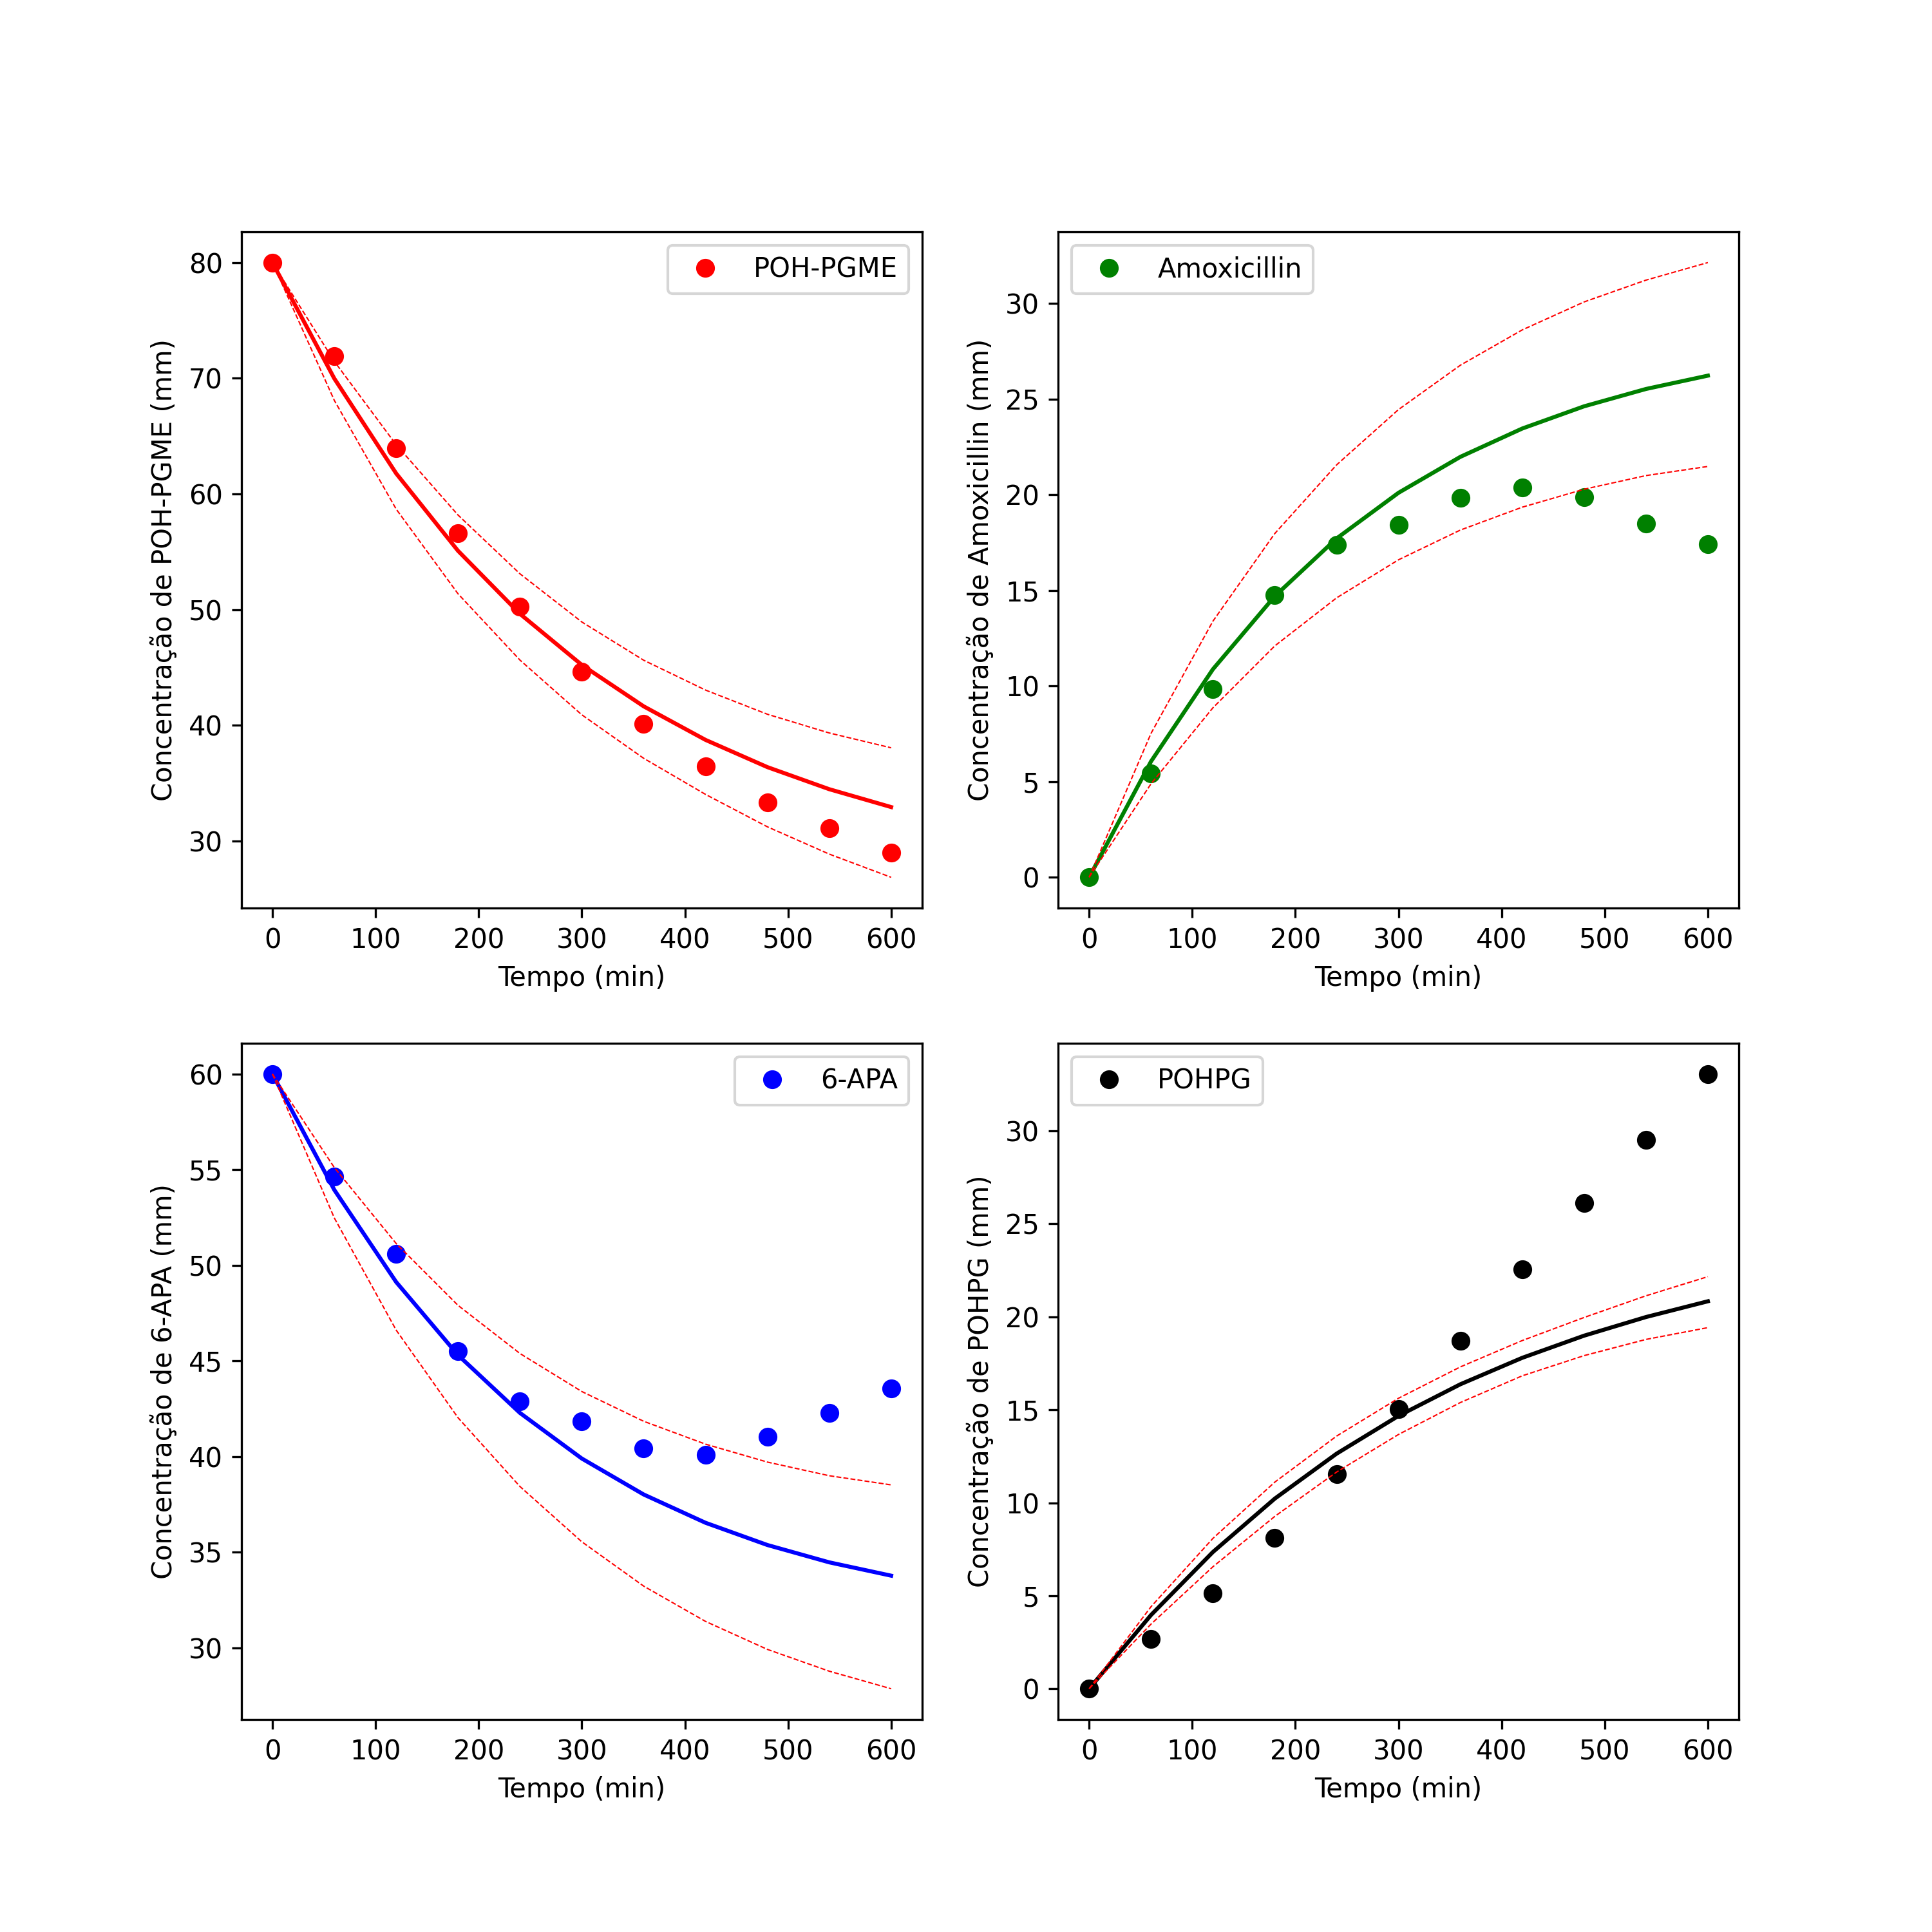 POH-PGME
Concentração de POH-PGME (mm)
80
70
60
50
40
30
0 100 200 300 400 500 600
Tempo (min)
Amoxicillin
Concentração de Amoxicillin (mm)
30
25
20
15
10
5
0
0 100 200 300 400 500 600
Tempo (min)
6-APA
Concentração de 6-APA (mm)
60
55
50
45
40
35
30
0 100 200 300 400 500 600
Tempo (min)
POHPG
Concentração de POHPG (mm)
30
25
20
15
10
5
0
0 100 200 300 400 500 600
Tempo (min)